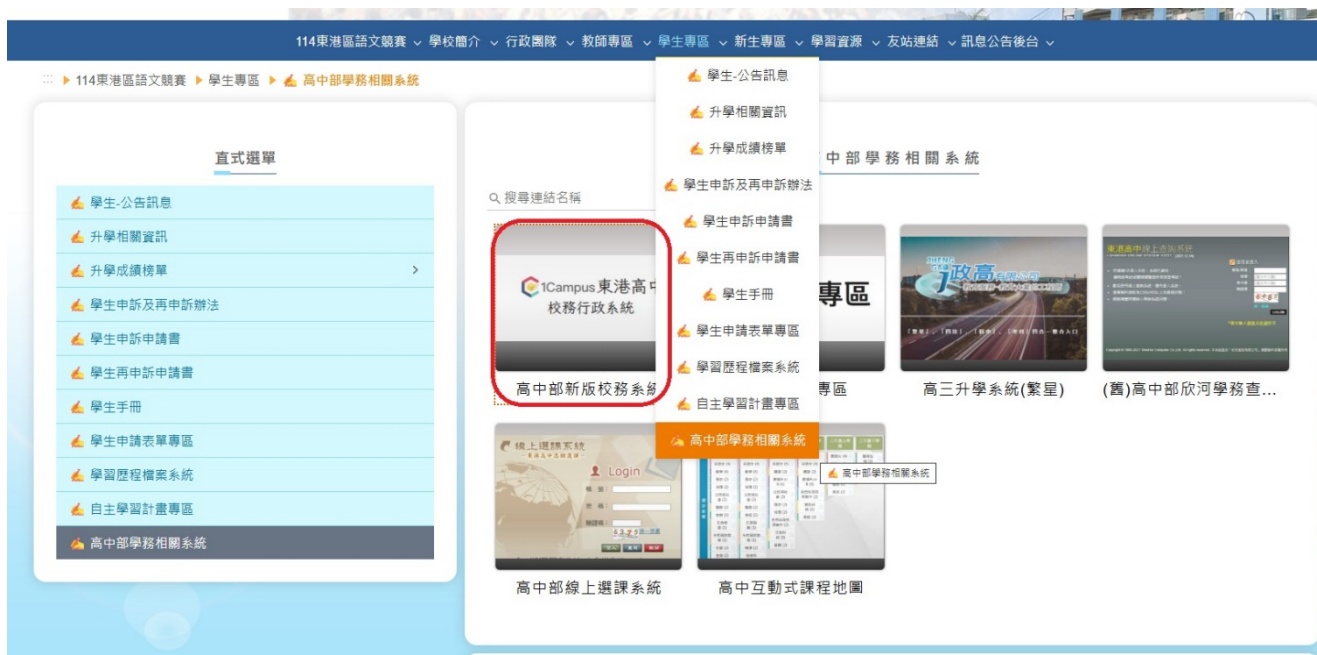 114東港區語文競賽 學校簡介 行政團隊 教師專區 學生專區 新生專區 學習資源 友站連結 訊息公告後台
114東港區語文競賽 學生專區 高中部學務相關系統
直式選單
學生-公告訊息
升學相關資訊
升學成績榜單
學生申訴及再申訴辦法
學生申訴申請書
學生再申訴申請書
學生手冊
學生申請表單專區
學習歷程檔案系統
自主學習計畫專區
高中部學務相關系統
學生-公告訊息
升學相關資訊
升學成績榜單
學生申訴及再申訴辦法
學生申訴申請書
學生再申訴申請書
學生手冊
學生申請表單專區
學習歷程檔案系統
自主學習計畫專區
高中部學務相關系統
高中部學務相關系統
中部學務相關系統
搜尋連結名稱
1Campus 東港高中
校務行政系統
高中部新版校務系統
專區
專區
政高有限公司
高三升學系統(繁星)
東港高中線上查詢系統
(舊)高中部欣河學務查...
線上選課系統
Login
高中部線上選課系統
高中互動式課程地圖